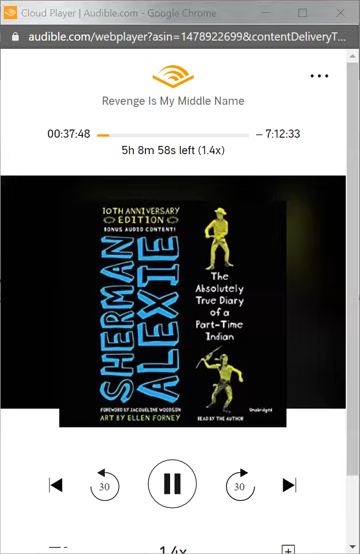 Cloud Player | Audible.com - Google Chrome
audible.com/webplayer?asin=1478922699&contentDeliveryT...
Revenge Is My Middle Name
00:37:48
– 7:12:33
5h 8m 58s left (1.4x)
10TH ANNIVERSARY
EDITION
BONUS AUDIO CONTENT!
SHERMAN
ALEXIE
The
Absolutely
True Diary
of a
Part-Time
Indian
FOREWORD BY JACQUELINE WOODSON
ART BY ELLEN FORNEY
READ BY THE AUTHOR
Unabridged
30
30
1.4x